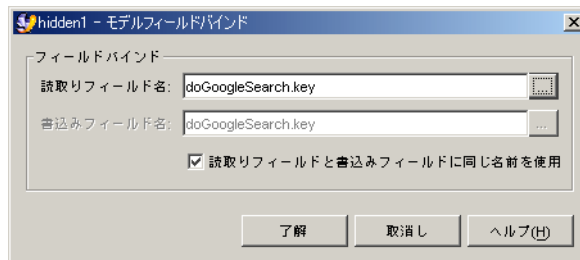 hidden1 - モデルフィールドバインド
フィールドバインド
読取りフィールド名: doGoogleSearch.key ...
書込みフィールド名: doGoogleSearch.key ...
読取りフィールドと書込みフィールドに同じ名前を使用
了解 取消し ヘルプ(H)